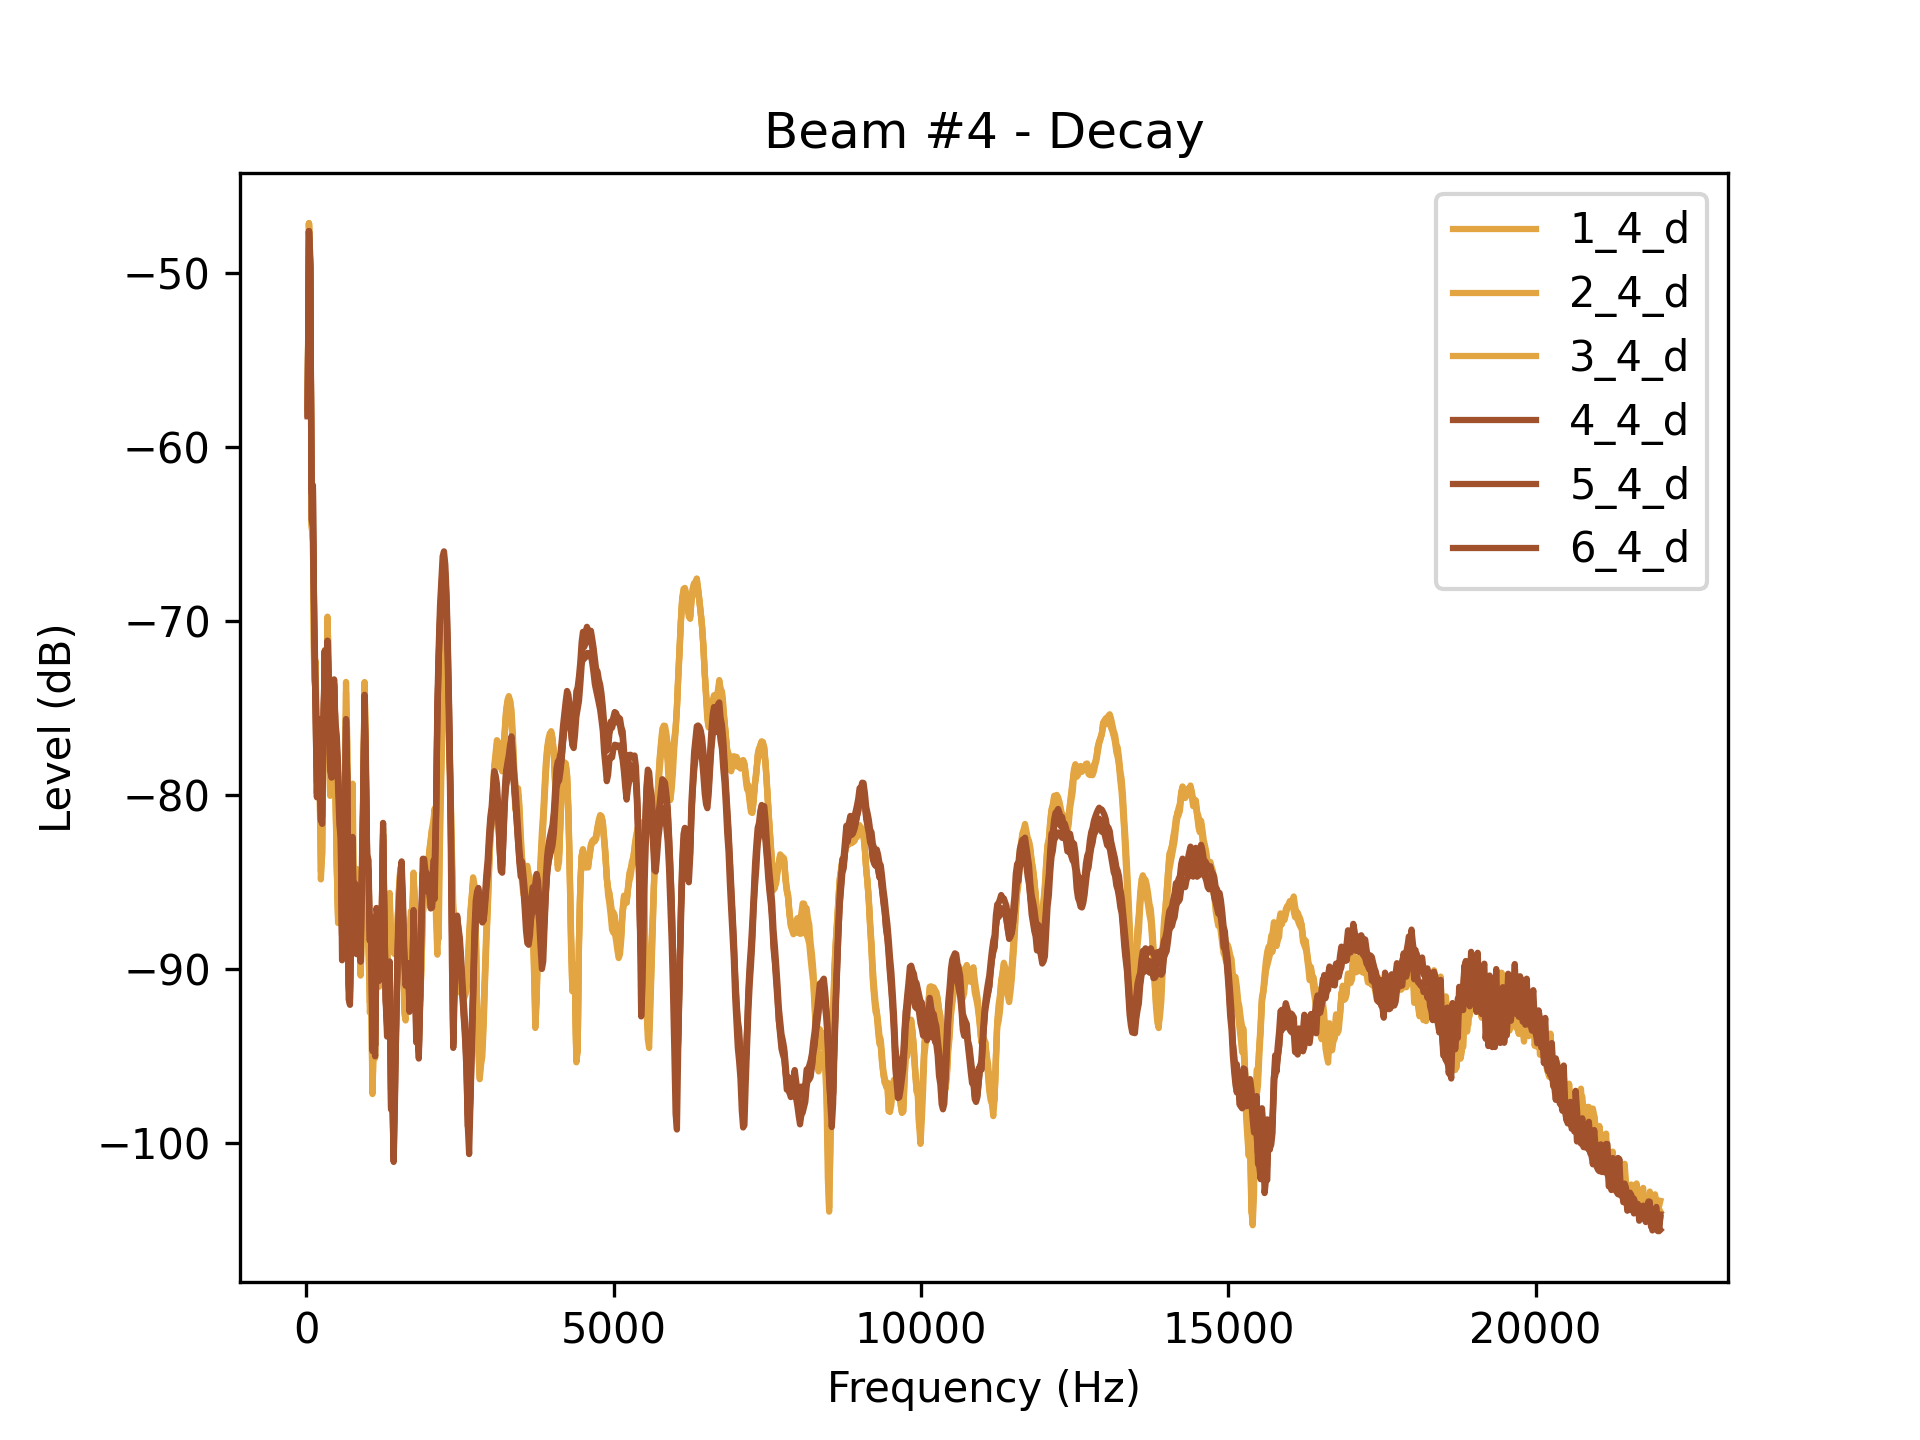 Beam #4 - Decay
1_4_d
2_4_d
3_4_d
4_4_d
5_4_d
6_4_d
−50
−60
−70
−80
−90
−100
Level (dB)
0 5000 10000 15000 20000
Frequency (Hz)